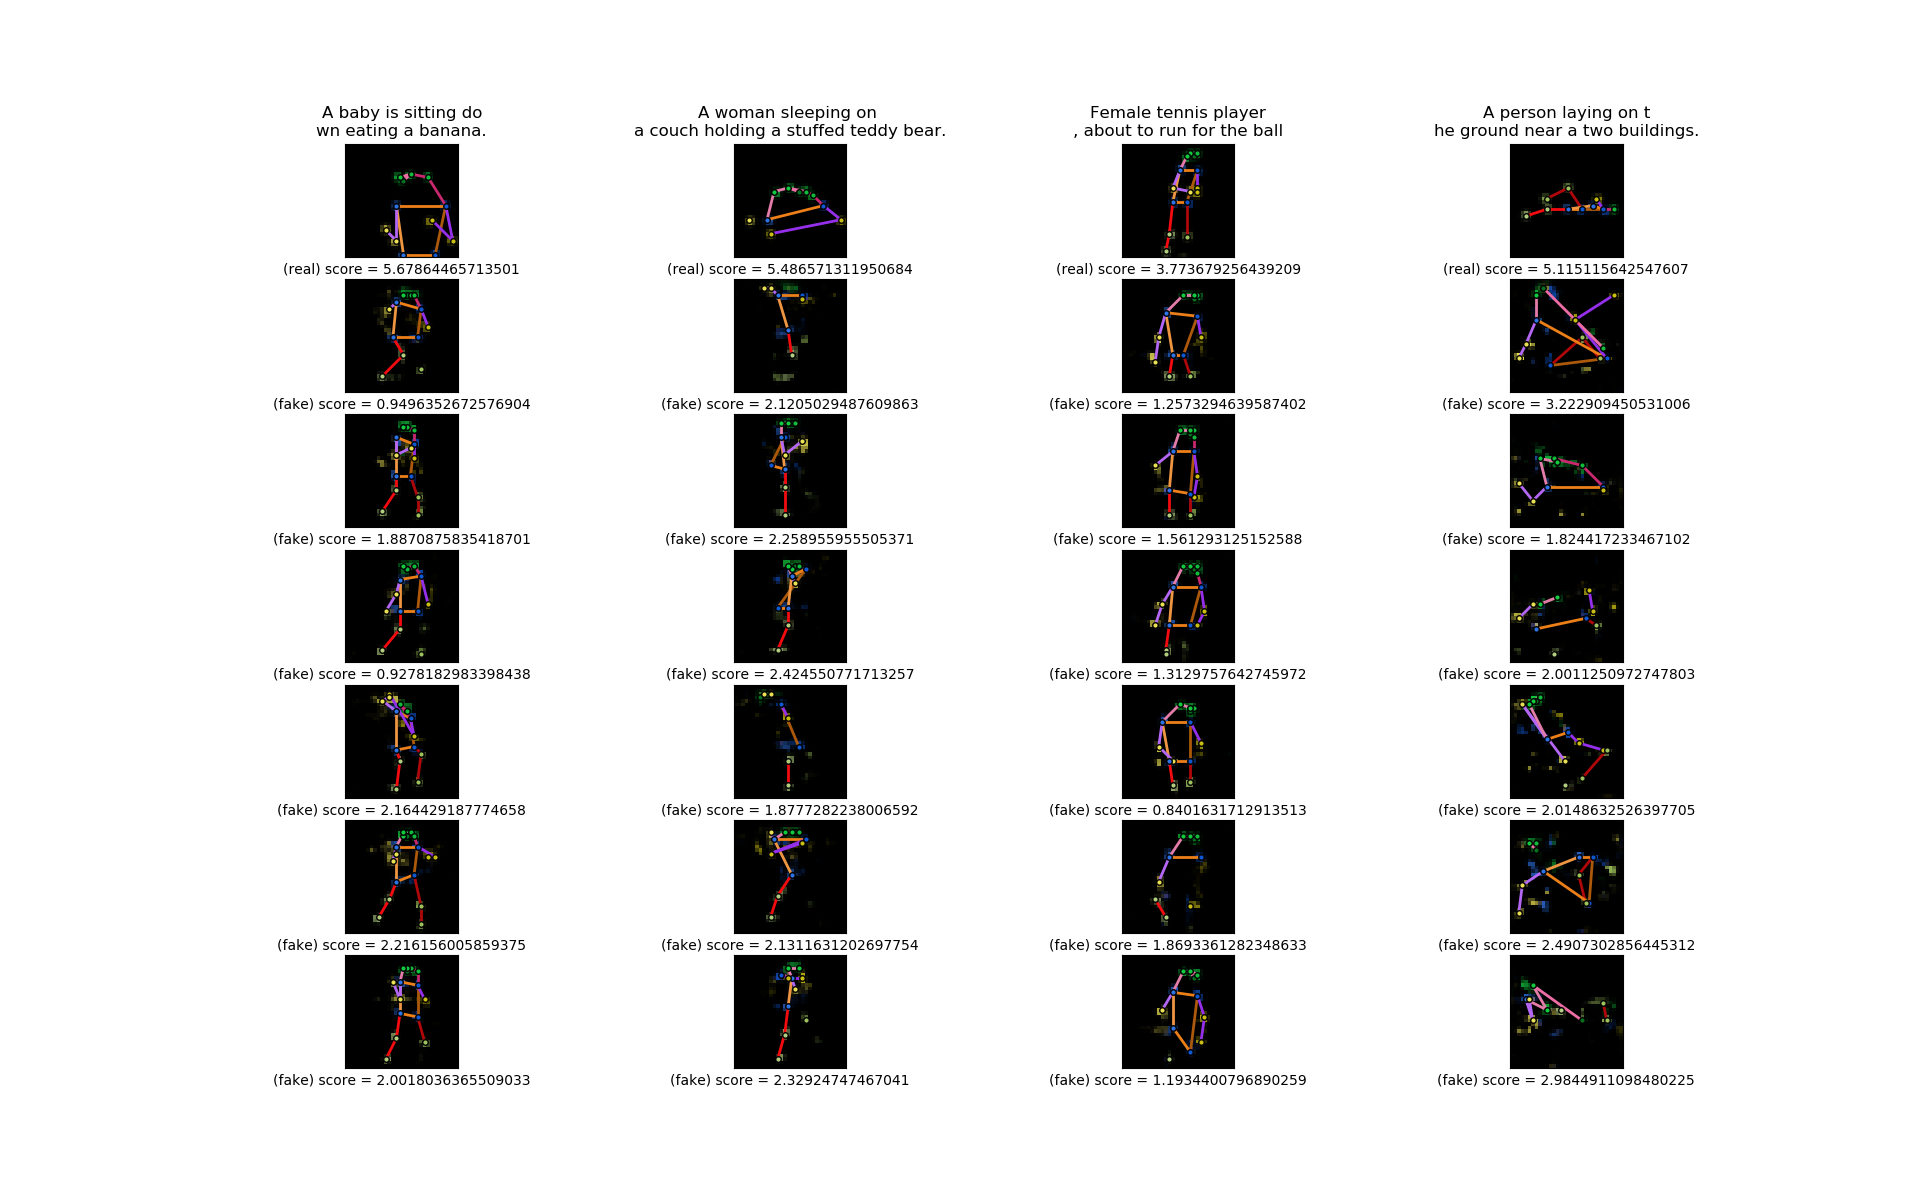 A baby is sitting do
wn eating a banana.
A woman sleeping on
a couch holding a stuffed teddy bear.
Female tennis player
, about to run for the ball
A person laying on t
he ground near a two buildings.
(real) score = 5.67864465713501
(real) score = 5.486571311950684
(real) score = 3.773679256439209
(real) score = 5.115115642547607
(fake) score = 0.9496352672576904
(fake) score = 2.1205029487609863
(fake) score = 1.2573294639587402
(fake) score = 3.222909450531006
(fake) score = 1.8870875835418701
(fake) score = 2.258955955505371
(fake) score = 1.561293125152588
(fake) score = 1.824417233467102
(fake) score = 0.9278182983398438
(fake) score = 2.424550771713257
(fake) score = 1.3129757642745972
(fake) score = 2.0011250972747803
(fake) score = 2.164429187774658
(fake) score = 1.8777282238006592
(fake) score = 0.8401631712913513
(fake) score = 2.0148632526397705
(fake) score = 2.216156005859375
(fake) score = 2.1311631202697754
(fake) score = 1.8693361282348633
(fake) score = 2.4907302856445312
(fake) score = 2.0018036365509033
(fake) score = 2.32924747467041
(fake) score = 1.1934400796890259
(fake) score = 2.9844911098480225